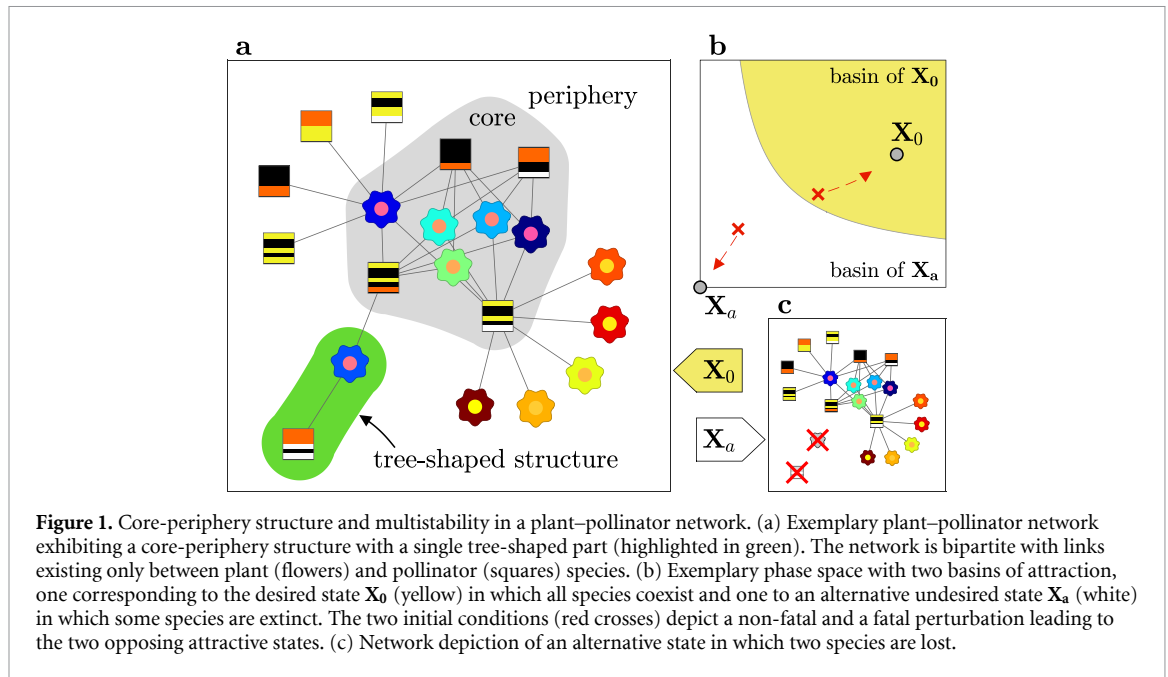 a
b
periphery
core
tree-shaped structure
basin of X₀
X₀
basin of Xₐ
Xₐ
c
X₀
Xₐ
Figure 1. Core-periphery structure and multistability in a plant–pollinator network. (a) Exemplary plant–pollinator network
exhibiting a core-periphery structure with a single tree-shaped part (highlighted in green). The network is bipartite with links
existing only between plant (flowers) and pollinator (squares) species. (b) Exemplary phase space with two basins of attraction,
one corresponding to the desired state X₀ (yellow) in which all species coexist and one to an alternative undesired state Xₐ (white)
in which some species are extinct. The two initial conditions (red crosses) depict a non-fatal and a fatal perturbation leading to
the two opposing attractive states. (c) Network depiction of an alternative state in which two species are lost.